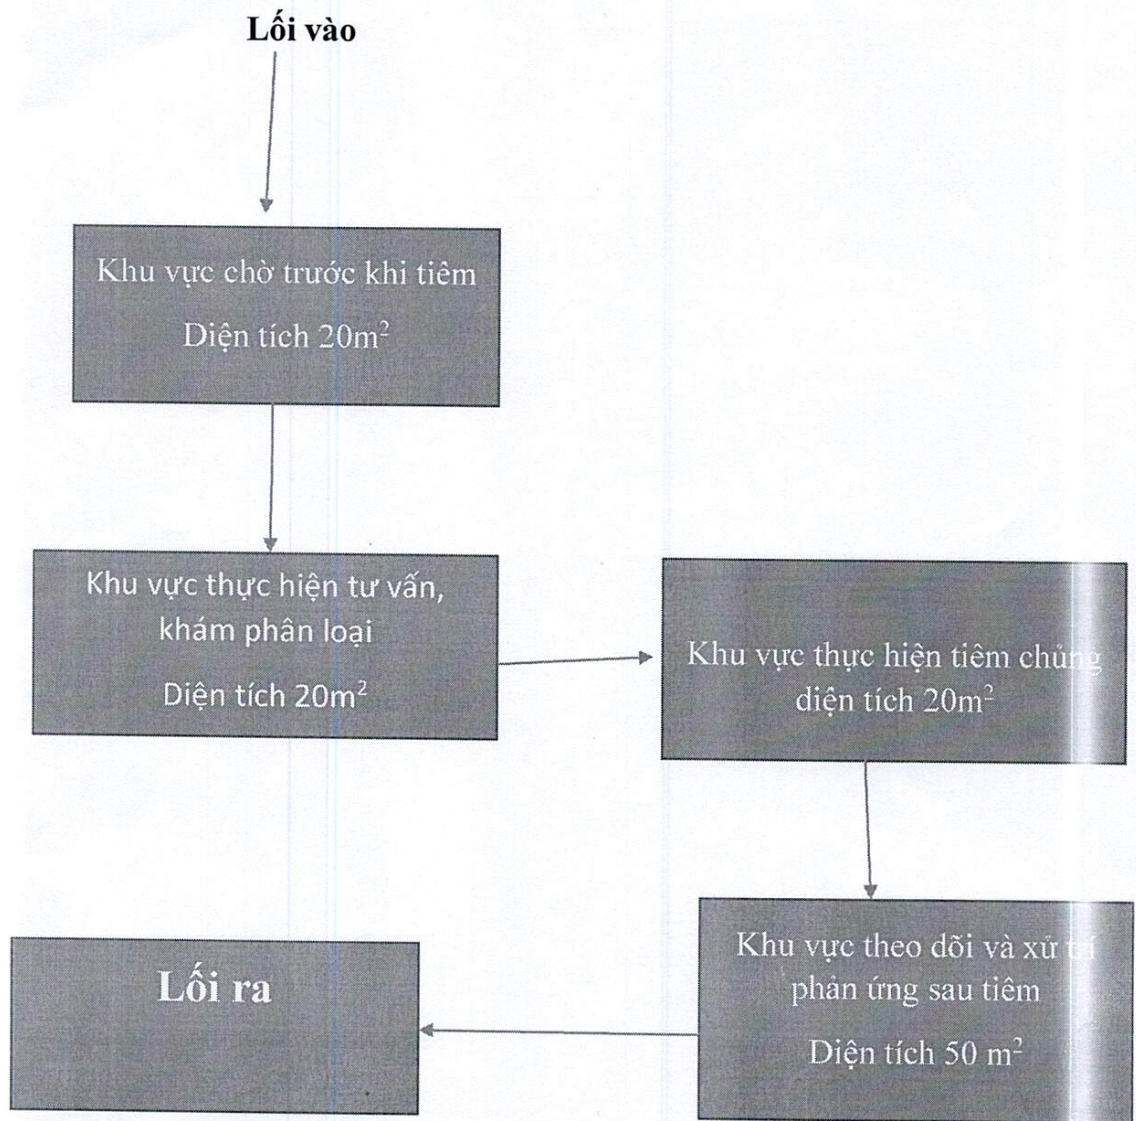 Lối vào
Khu vực chờ trước khi tiêm
Diện tích 20m²
Khu vực thực hiện tư vấn,
khám phân loại
Diện tích 20m²
Khu vực thực hiện tiêm chủng
diện tích 20m²
Khu vực theo dõi và xử trí
phản ứng sau tiêm
Diện tích 50 m²
Lối ra